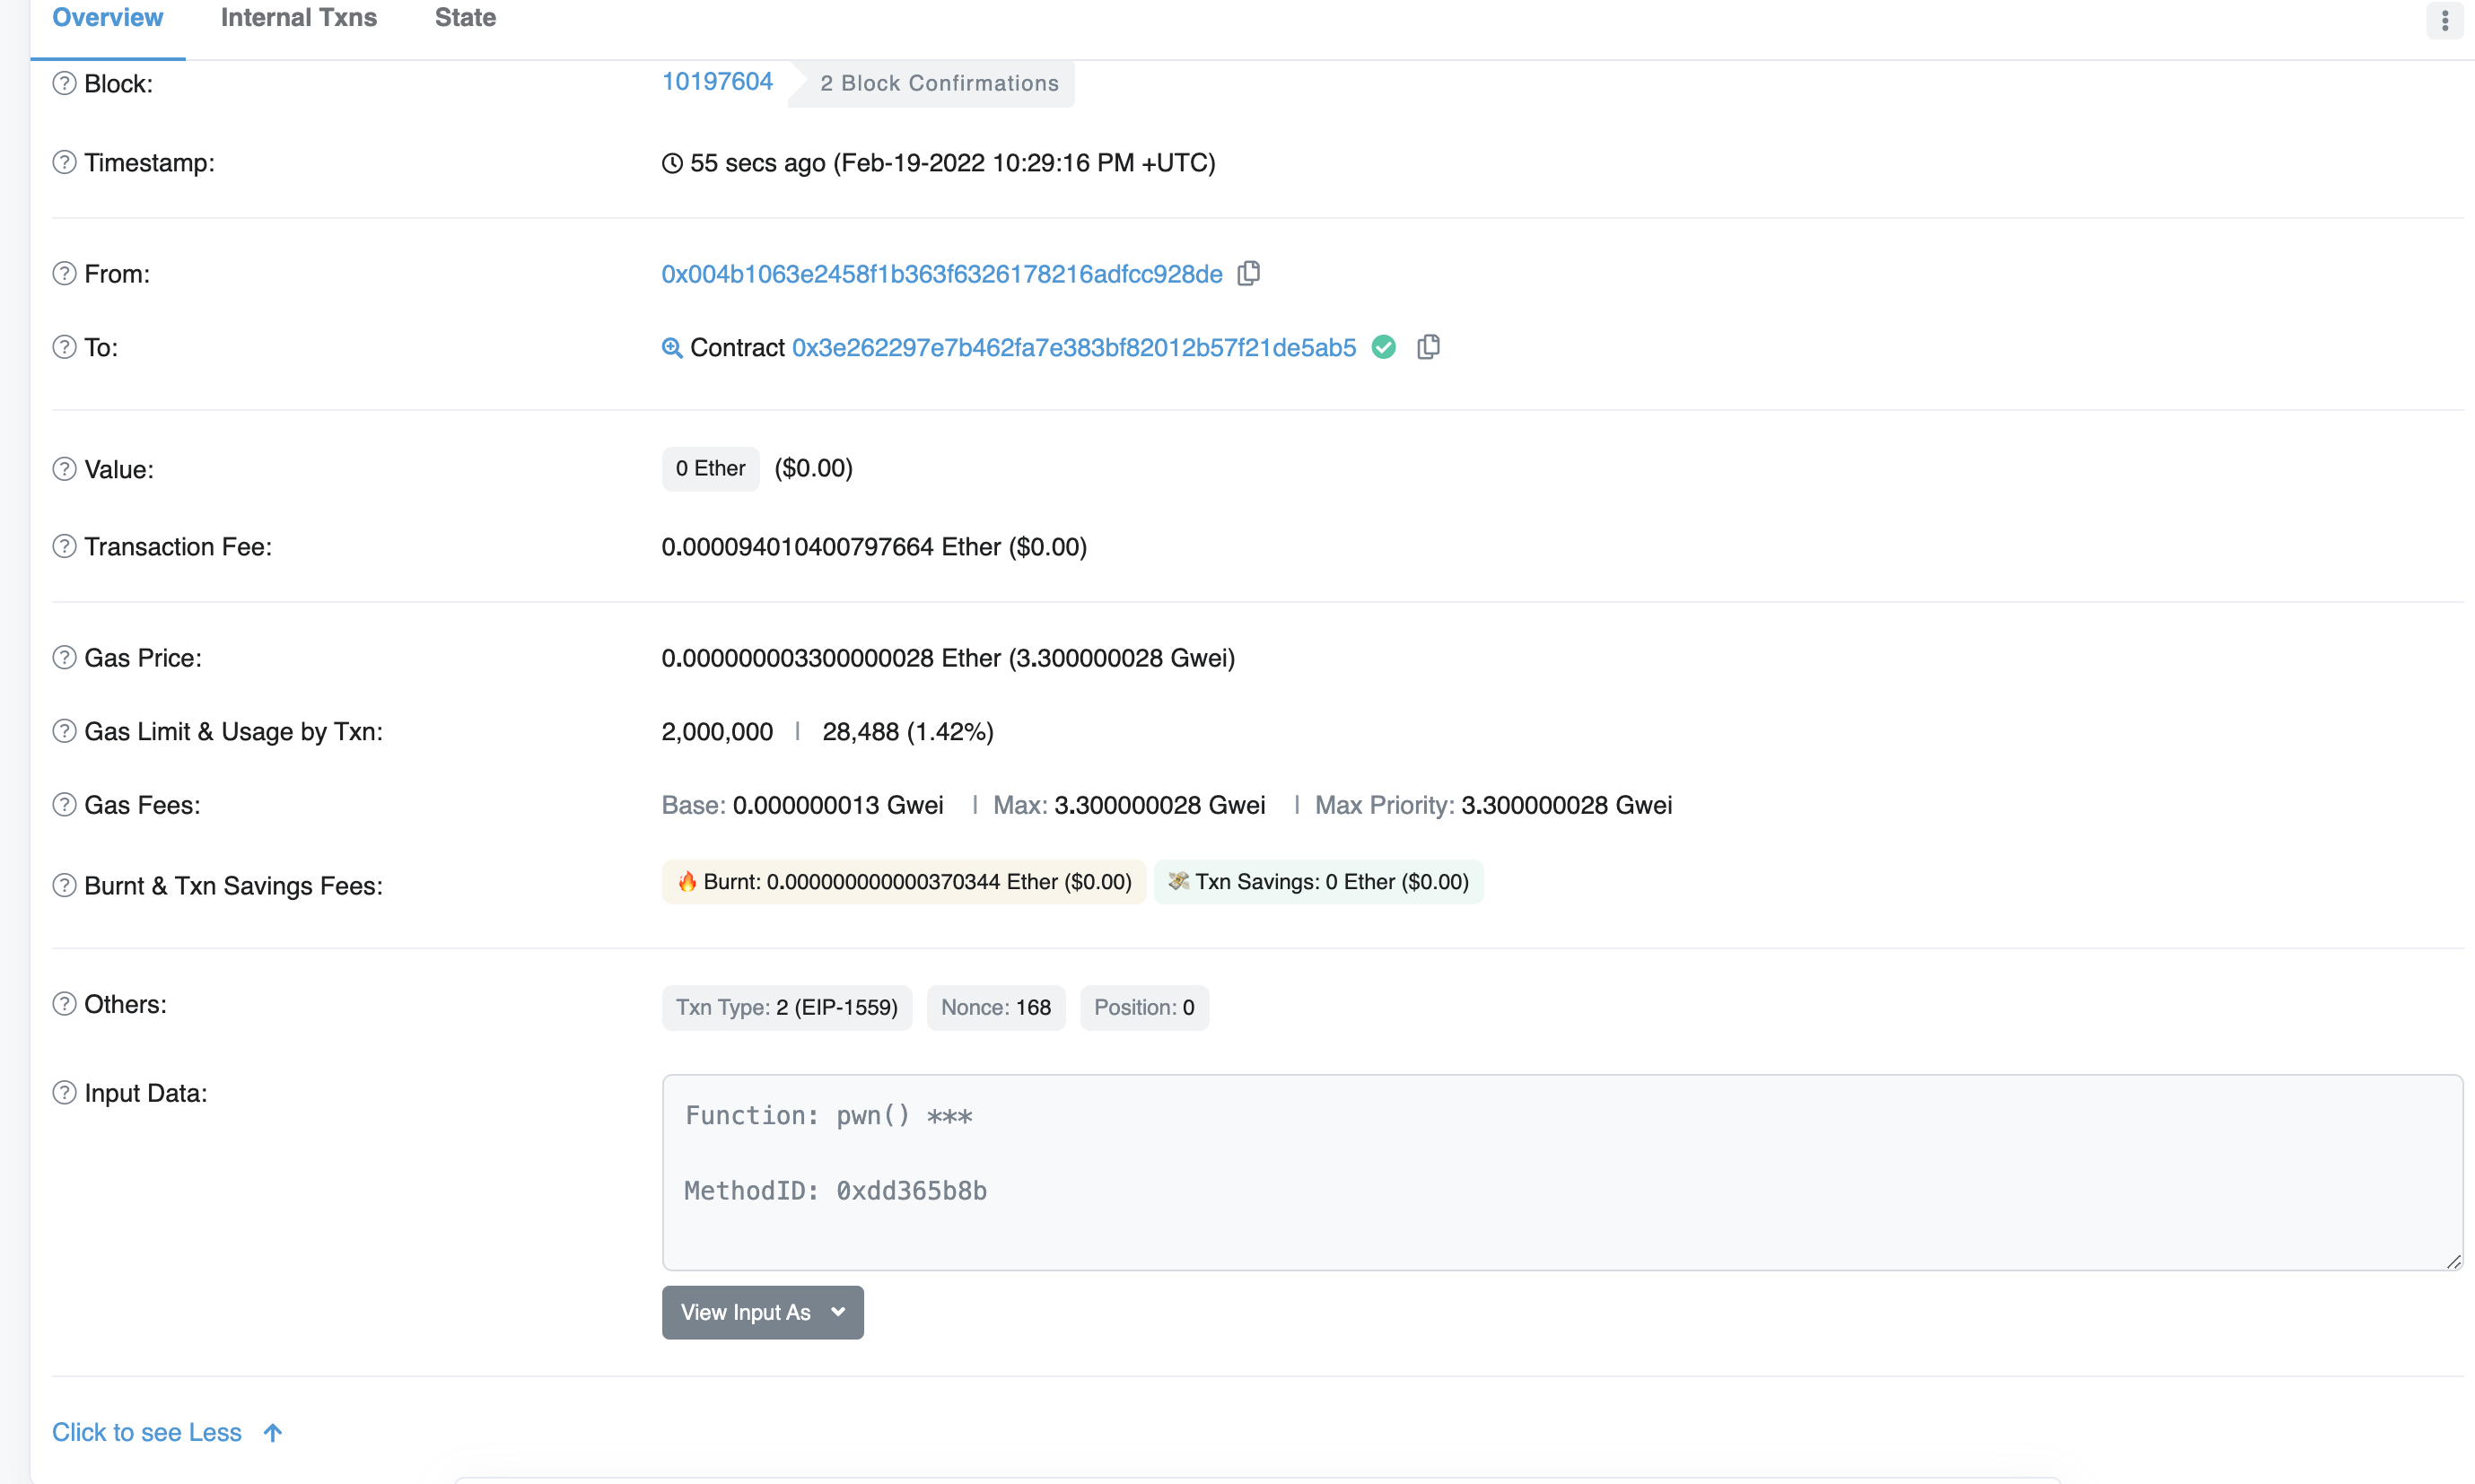 Overview Internal Txns State
Block: 10197604 2 Block Confirmations
Timestamp: 55 secs ago (Feb-19-2022 10:29:16 PM +UTC)
From: 0x004b1063e2458f1b363f6326178216adfcc928de
To: Contract 0x3e262297e7b462fa7e383bf82012b57f21de5ab5
Value: 0 Ether ($0.00)
Transaction Fee: 0.000094010400797664 Ether ($0.00)
Gas Price: 0.000000003300000028 Ether (3.300000028 Gwei)
Gas Limit & Usage by Txn: 2,000,000 | 28,488 (1.42%)
Gas Fees: Base: 0.000000013 Gwei | Max: 3.300000028 Gwei | Max Priority: 3.300000028 Gwei
Burnt & Txn Savings Fees: 🔥 Burnt: 0.000000000000370344 Ether ($0.00) 💸 Txn Savings: 0 Ether ($0.00)
Others: Txn Type: 2 (EIP-1559) Nonce: 168 Position: 0
Input Data:
Function: pwn() ***
MethodID: 0xdd365b8b
View Input As
Click to see Less ↑